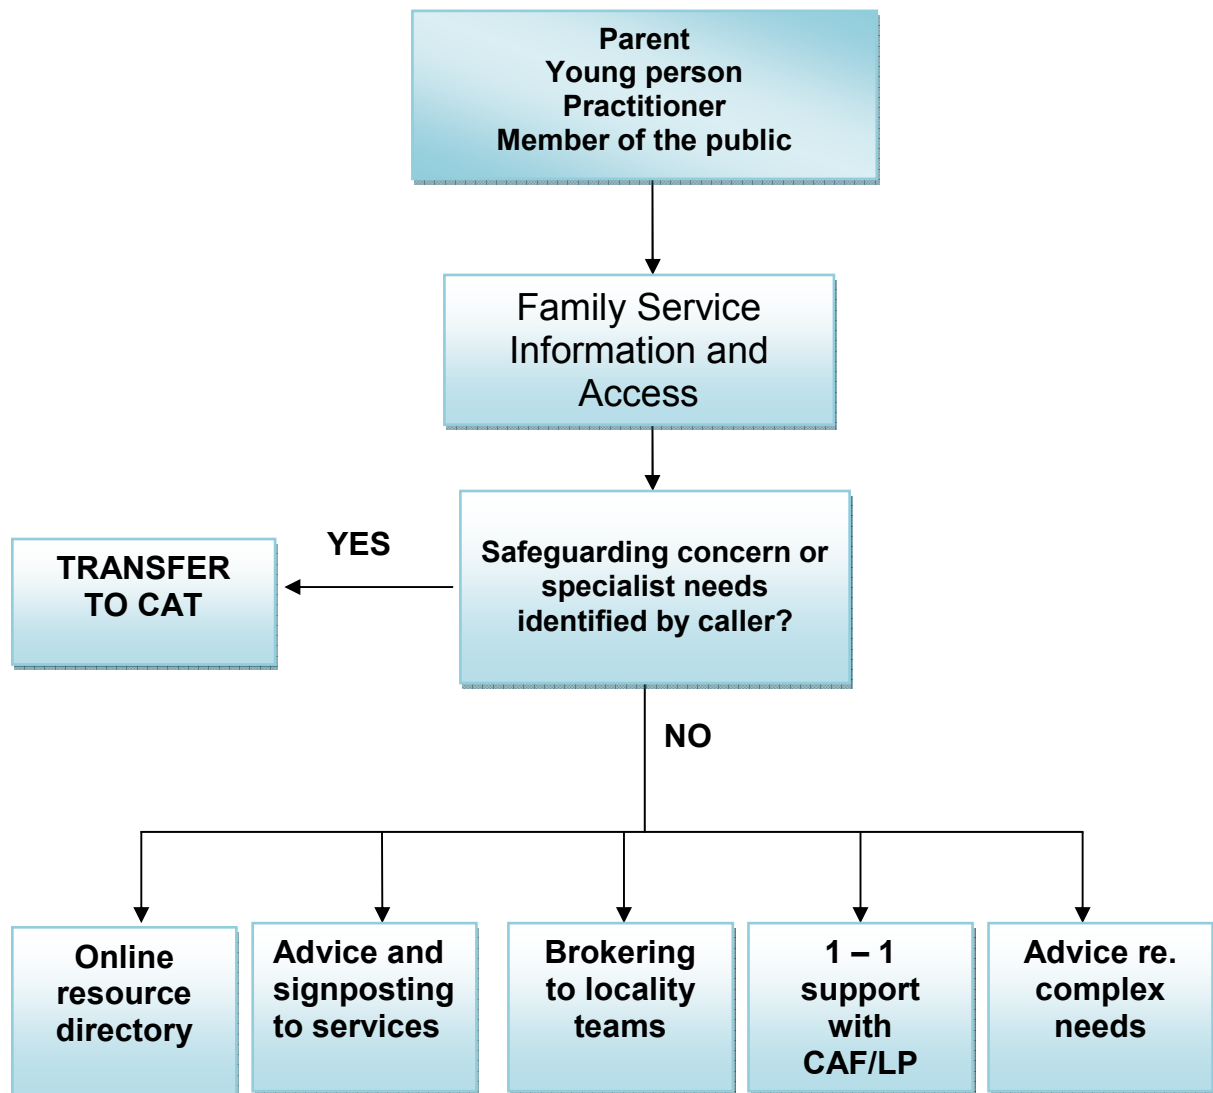 Parent
Young person
Practitioner
Member of the public
Family Service
Information and
Access
YES
TRANSFER
TO CAT
Safeguarding concern or
specialist needs
identified by caller?
NO
Online
resource
directory
Advice and
signposting
to services
Brokering
to locality
teams
1 – 1
support
with
CAF/LP
Advice re.
complex
needs